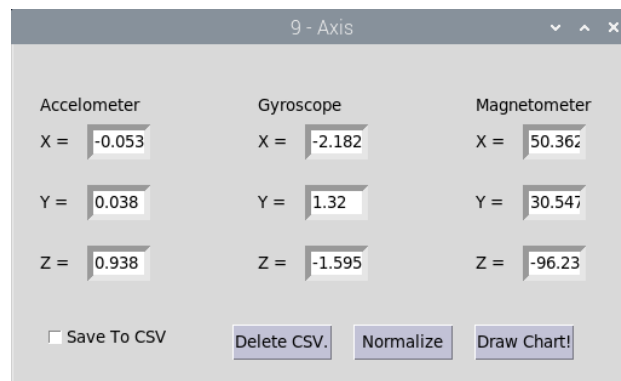 9 - Axis
Accelometer Gyroscope Magnetometer
X = -0.053 X = -2.182 X = 50.362
Y = 0.038 Y = 1.32 Y = 30.547
Z = 0.938 Z = -1.595 Z = -96.23
Save To CSV Delete CSV. Normalize Draw Chart!